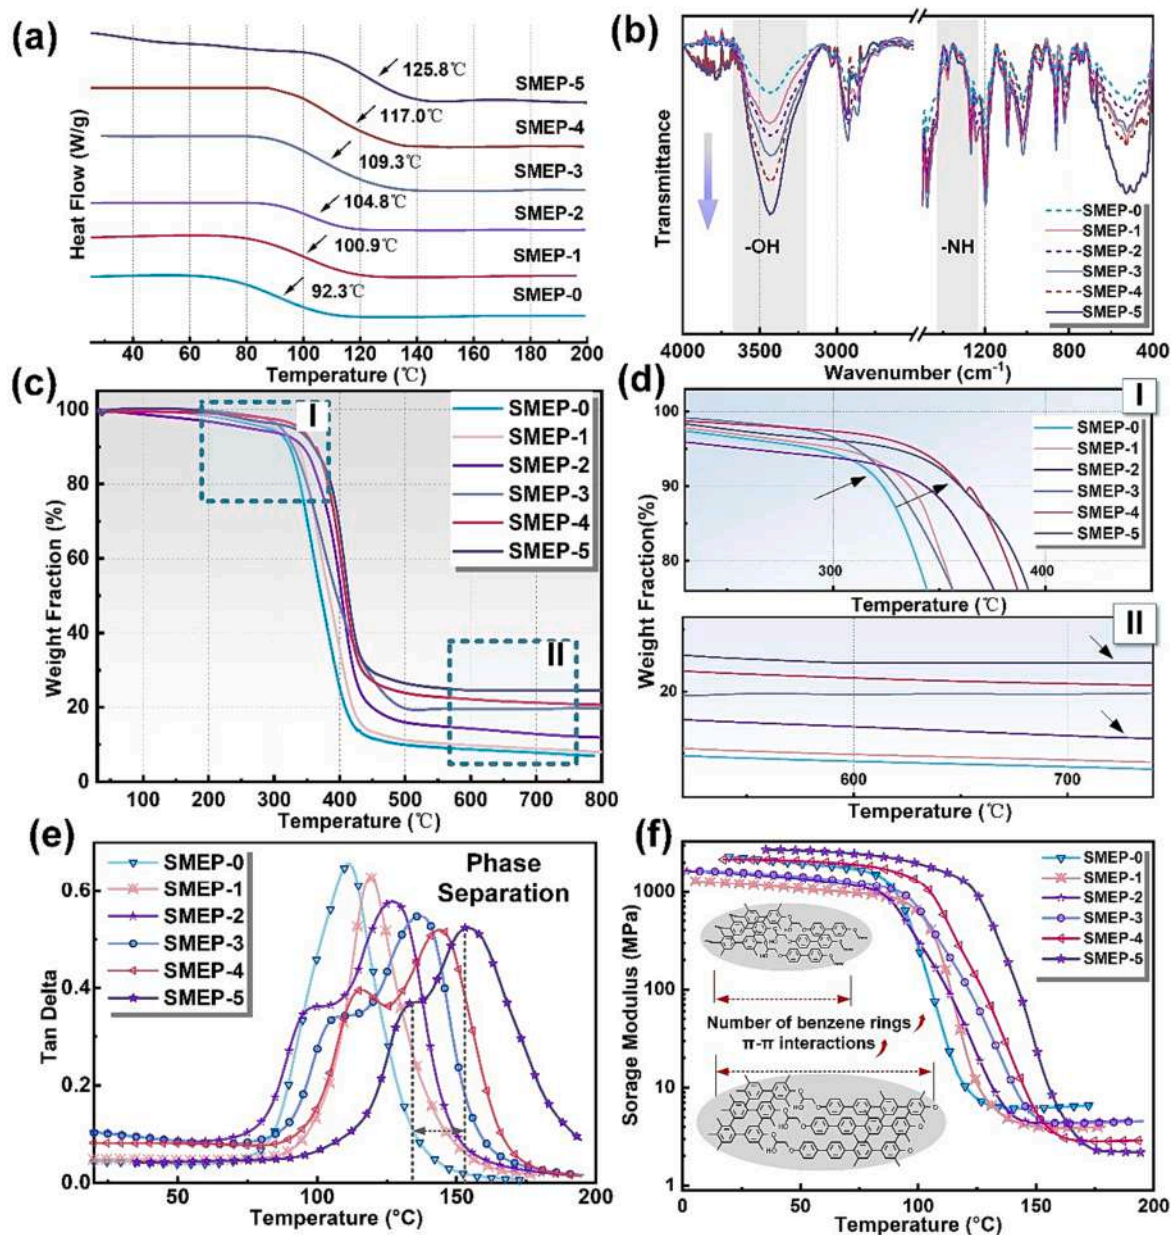 (a)
Heat Flow (W/g)
125.8℃
SMEP-5
117.0℃
SMEP-4
109.3℃
SMEP-3
104.8℃
SMEP-2
100.9℃
SMEP-1
92.3℃
SMEP-0
40 60 80 100 120 140 160 180 200
Temperature (℃)
(b)
Transmittance
-OH
-NH
SMEP-0
SMEP-1
SMEP-2
SMEP-3
SMEP-4
SMEP-5
4000 3500 3000 1200 800 400
Wavenumber (cm⁻¹)
(c)
Weight Fraction (%)
100
80
60
40
20
0
I
II
SMEP-0
SMEP-1
SMEP-2
SMEP-3
SMEP-4
SMEP-5
100 200 300 400 500 600 700 800
Temperature (℃)
(d)
Weight Fraction(%)
I
100
90
80
SMEP-0
SMEP-1
SMEP-2
SMEP-3
SMEP-4
SMEP-5
300 400
Temperature (℃)
II
20
600 700
Temperature (℃)
(e)
Tan Delta
0.6
0.4
0.2
0.0
SMEP-0
SMEP-1
SMEP-2
SMEP-3
SMEP-4
SMEP-5
Phase
Separation
50 100 150 200
Temperature (°C)
(f)
Sorage Modulus (MPa)
1000
100
10
1
SMEP-0
SMEP-1
SMEP-2
SMEP-3
SMEP-4
SMEP-5
Number of benzene rings
π-π interactions
0 50 100 150 200
Temperature (°C)